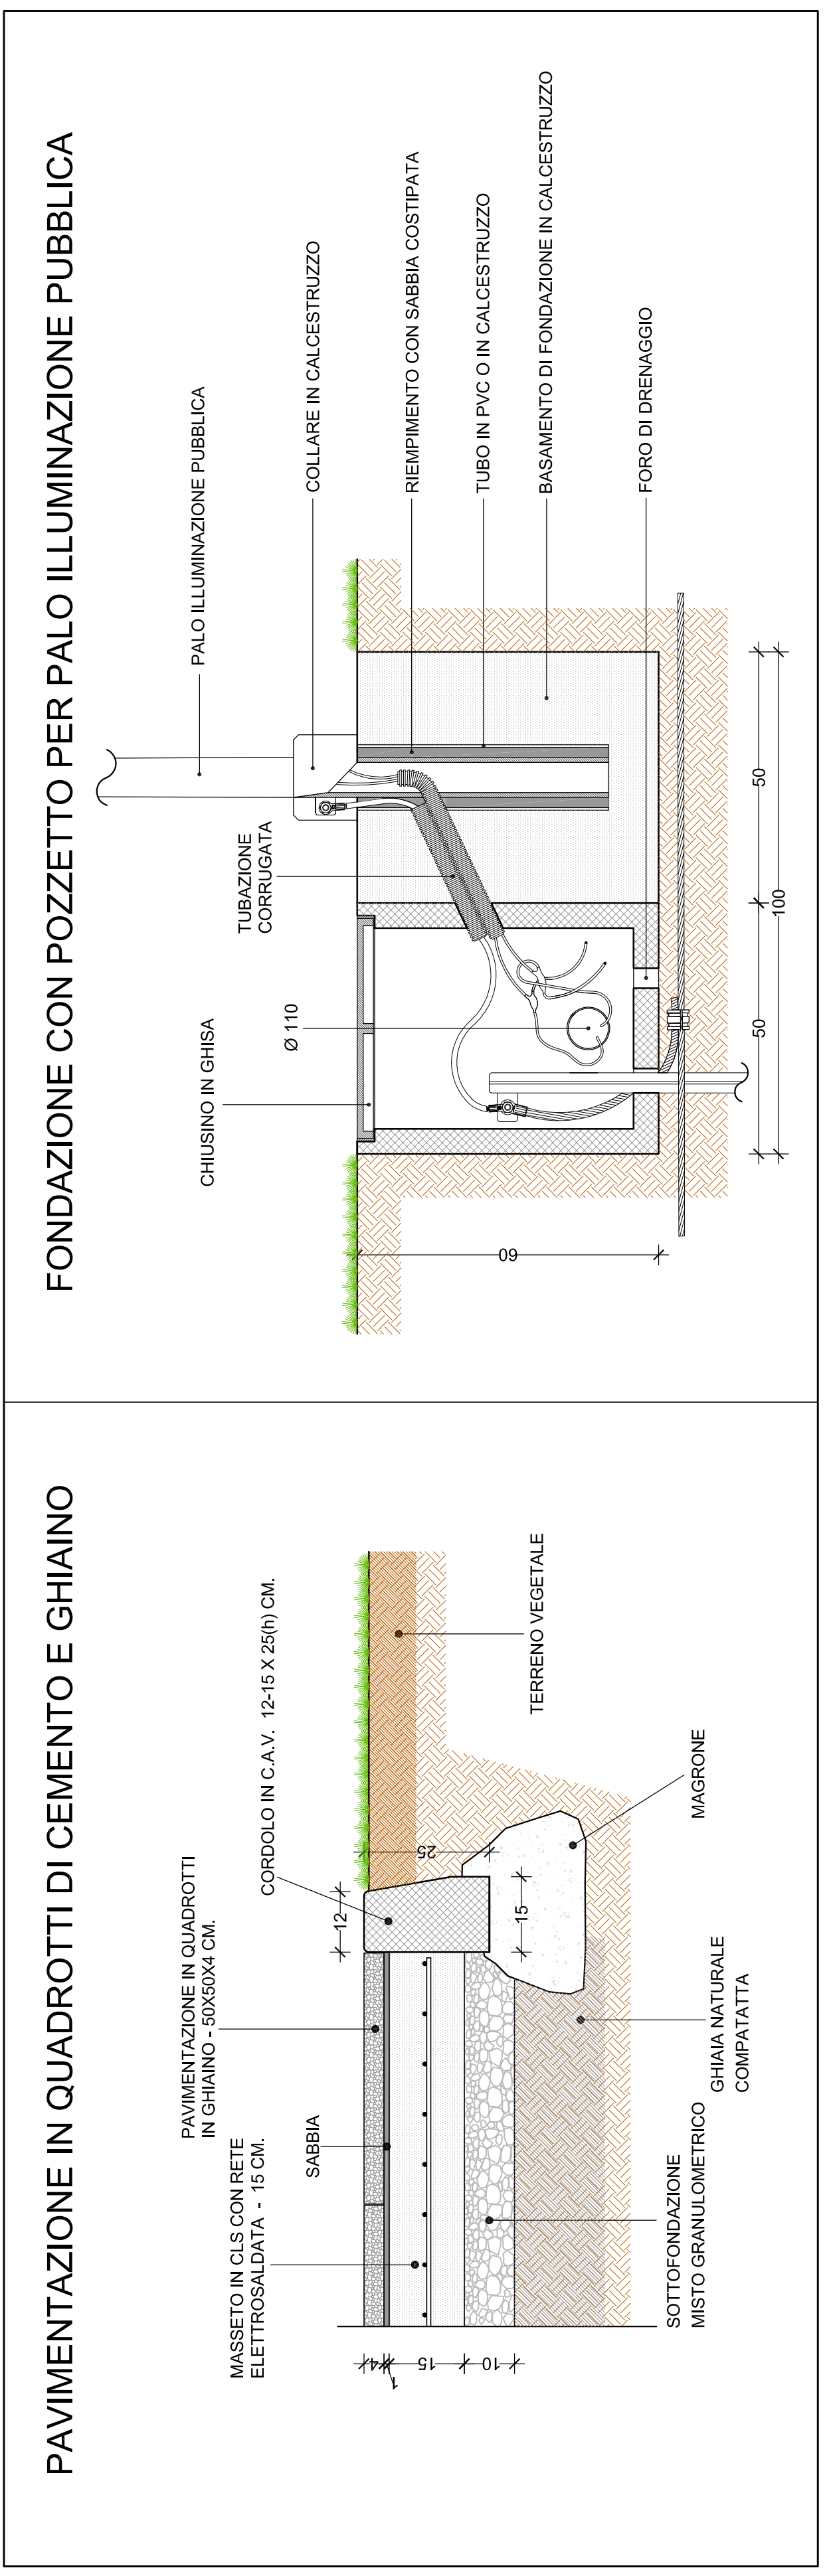 PAVIMENTAZIONE IN QUADROTTI DI CEMENTO E GHIAINO
PAVIMENTAZIONE IN QUADROTTI
IN GHIAINO - 50X50X4 CM.
CORDOLO IN C.A.V. 12-15 X 25(h) CM.
MASSETO IN CLS CON RETE
ELETTROSALDATA - 15 CM.
SABBIA
12
25
15
4
1
15
10
TERRENO VEGETALE
MAGRONE
GHIAIA NATURALE
COMPATATTA
SOTTOFONDAZIONE
MISTO GRANULOMETRICO
FONDAZIONE CON POZZETTO PER PALO ILLUMINAZIONE PUBBLICA
PALO ILLUMINAZIONE PUBBLICA
CHIUSINO IN GHISA
TUBAZIONE
CORRUGATA
Ø 110
COLLARE IN CALCESTRUZZO
RIEMPIMENTO CON SABBIA COSTIPATA
TUBO IN PVC O IN CALCESTRUZZO
BASAMENTO DI FONDAZIONE IN CALCESTRUZZO
FORO DI DRENAGGIO
60
50
50
100